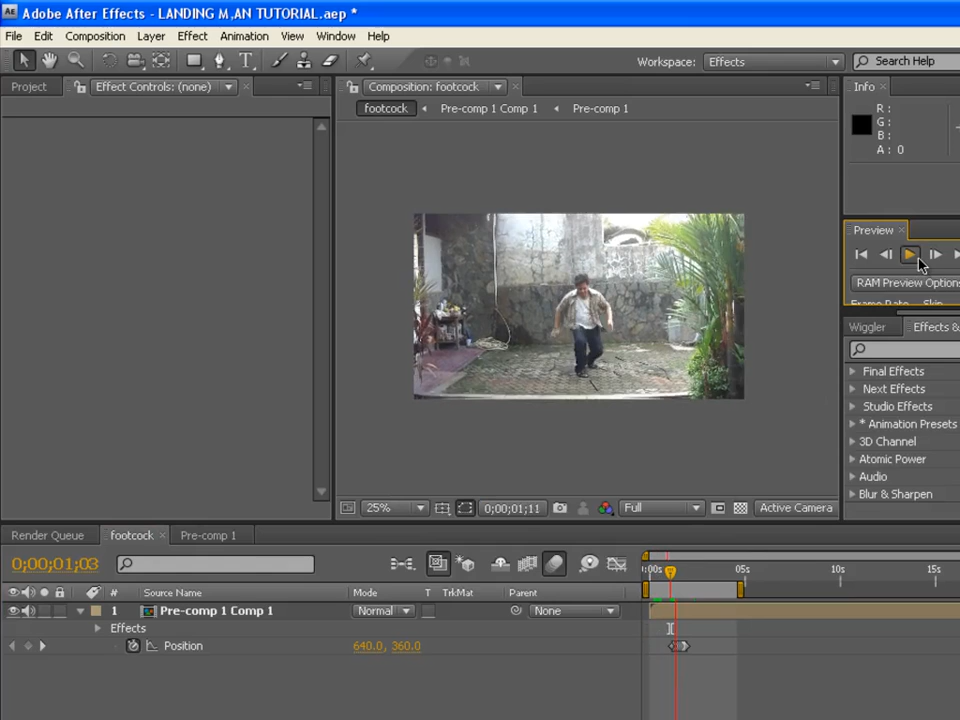 Adobe After Effects - LANDING M,AN TUTORIAL.aep *
File Edit Composition Layer Effect Animation View Window Help
T Workspace: Effects Search Help
Project Effect Controls: (none) Composition: footcock Info
footcock Pre-comp 1 Comp 1 Pre-comp 1
R :
G :
B :
A : 0
Preview
RAM Preview Options
Frame Rate Skip
Wiggler Effects &
Final Effects
Next Effects
Studio Effects
* Animation Presets
3D Channel
Atomic Power
Audio
Blur & Sharpen
25% 0;00;01;11 Full Active Camera
Render Queue footcock Pre-comp 1
0;00;01;03 :00s 05s 10s 15s
# Source Name Mode T TrkMat Parent
1 Pre-comp 1 Comp 1 Normal None
Effects
Position 640.0, 360.0